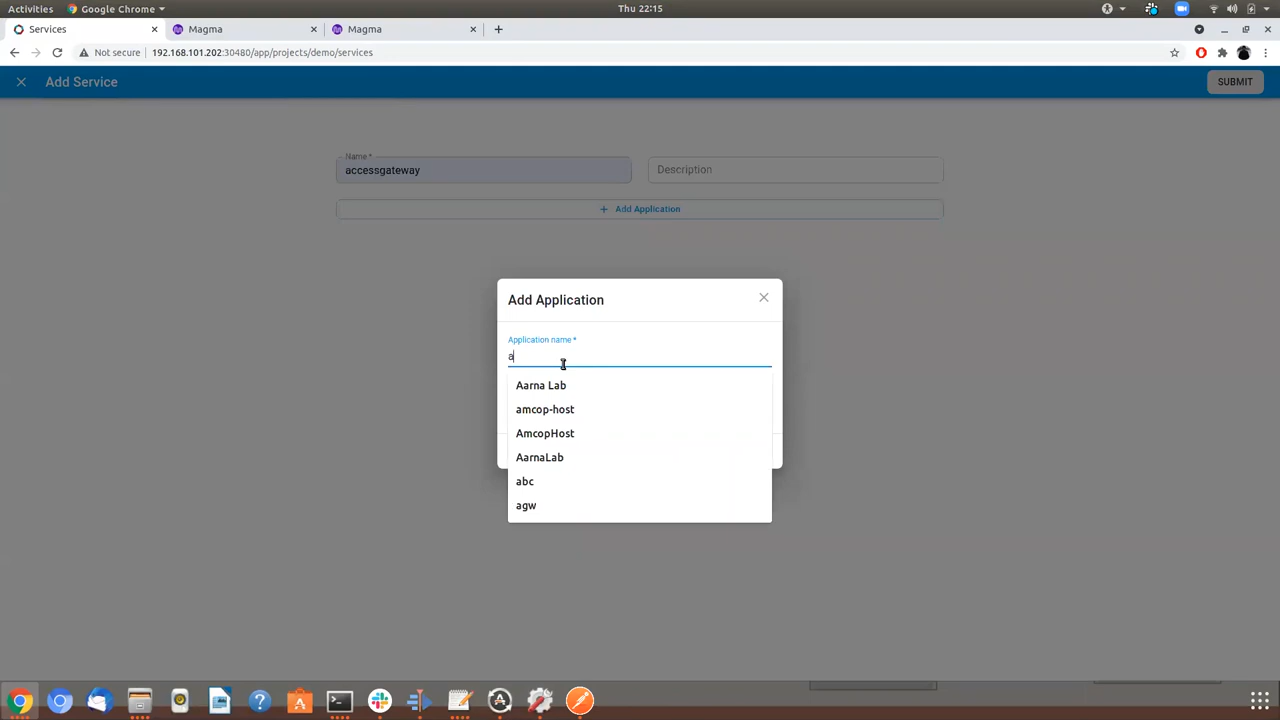 Activities Google Chrome Thu 22:15
Services Magma Magma
Not secure 192.168.101.202:30480/app/projects/demo/services
Add Service SUBMIT
Name *
accessgateway Description
+ Add Application
Add Application
Application name *
a
Aarna Lab
amcop-host
AmcopHost
AarnaLab
abc
agw